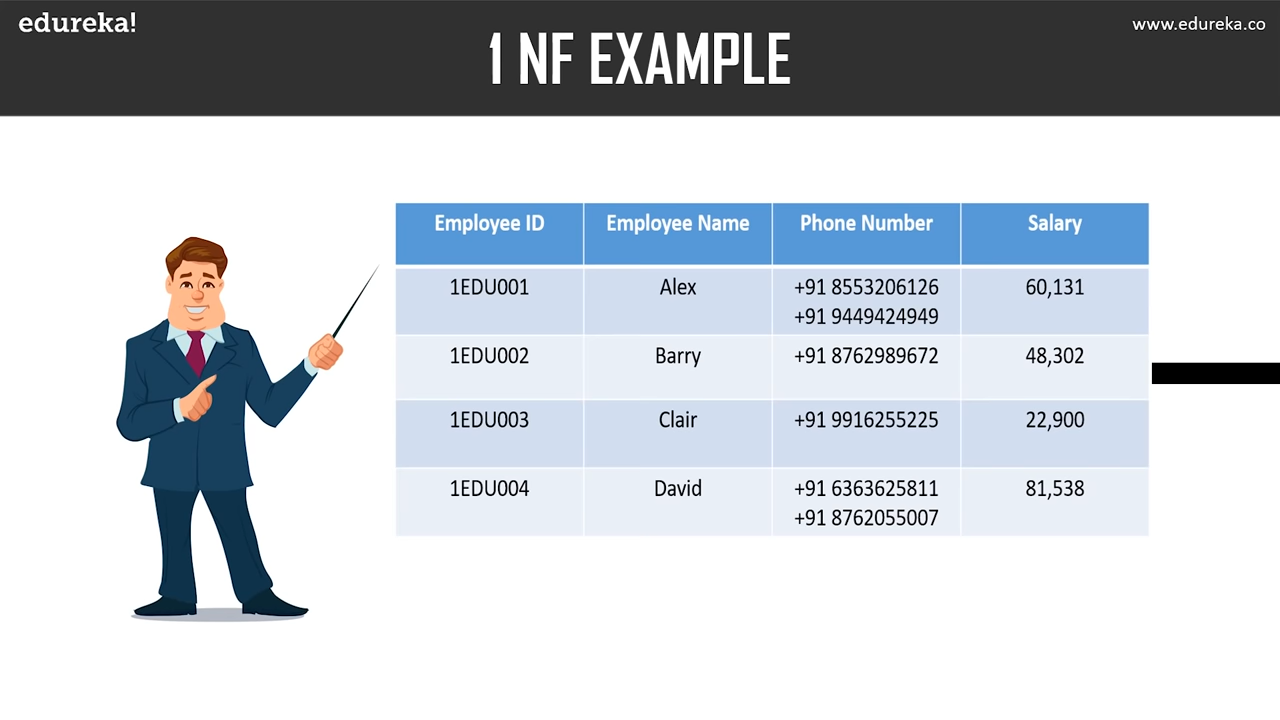 edureka!
www.edureka.co
1 NF EXAMPLE
Employee ID Employee Name Phone Number Salary
1EDU001 Alex +91 8553206126 60,131
+91 9449424949
1EDU002 Barry +91 8762989672 48,302
1EDU003 Clair +91 9916255225 22,900
1EDU004 David +91 6363625811 81,538
+91 8762055007